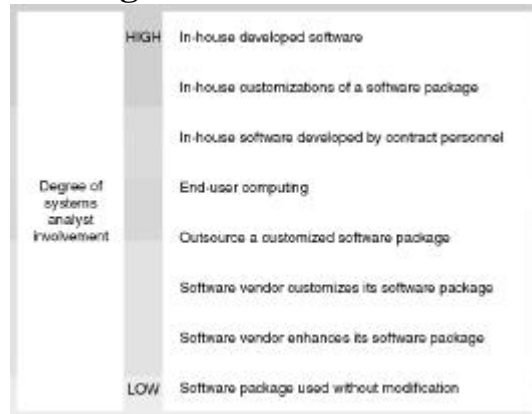 HIGH In-house developed software
In-house customizations of a software package
In-house software developed by contract personnel
Degree of
systems
analyst
involvement
End-user computing
Outsource a customized software package
Software vendor customizes its software package
Software vendor enhances its software package
LOW Software package used without modification